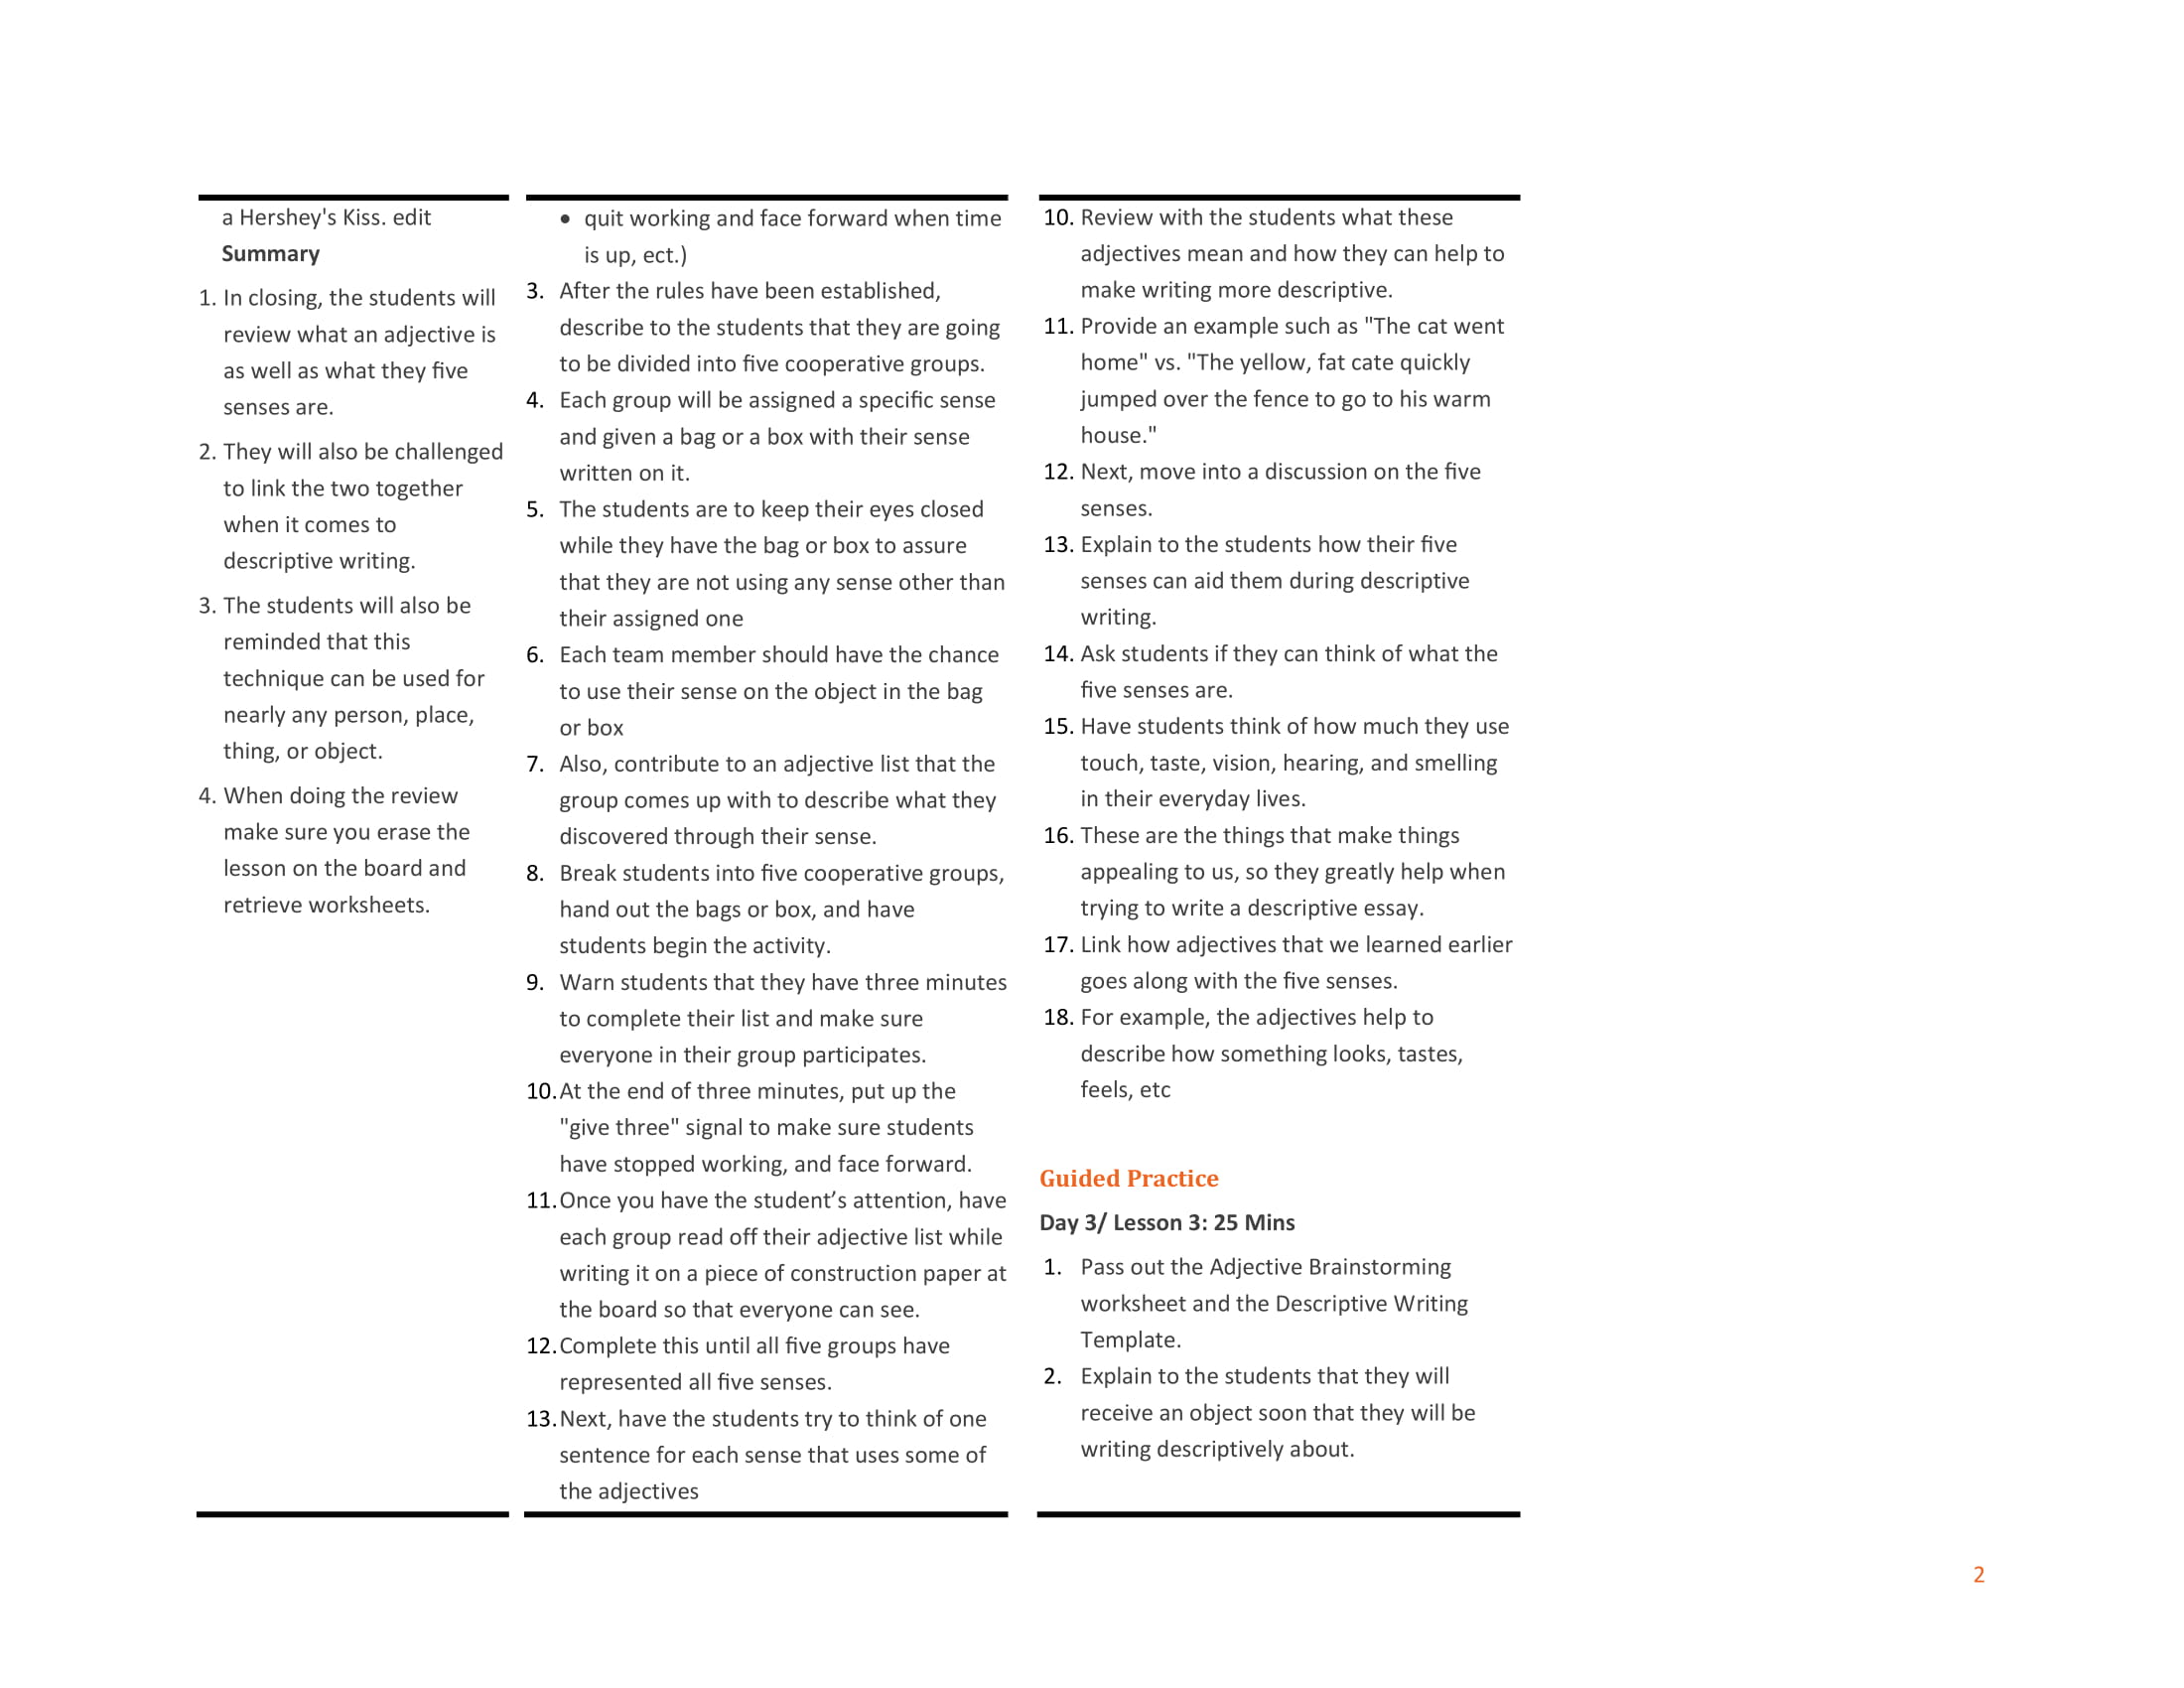 a Hershey's Kiss. edit
Summary
1. In closing, the students will
review what an adjective is
as well as what they five
senses are.
2. They will also be challenged
to link the two together
when it comes to
descriptive writing.
3. The students will also be
reminded that this
technique can be used for
nearly any person, place,
thing, or object.
4. When doing the review
make sure you erase the
lesson on the board and
retrieve worksheets.
• quit working and face forward when time
is up, ect.)
3. After the rules have been established,
describe to the students that they are going
to be divided into five cooperative groups.
4. Each group will be assigned a specific sense
and given a bag or a box with their sense
written on it.
5. The students are to keep their eyes closed
while they have the bag or box to assure
that they are not using any sense other than
their assigned one
6. Each team member should have the chance
to use their sense on the object in the bag
or box
7. Also, contribute to an adjective list that the
group comes up with to describe what they
discovered through their sense.
8. Break students into five cooperative groups,
hand out the bags or box, and have
students begin the activity.
9. Warn students that they have three minutes
to complete their list and make sure
everyone in their group participates.
10. At the end of three minutes, put up the
"give three" signal to make sure students
have stopped working, and face forward.
11. Once you have the student’s attention, have
each group read off their adjective list while
writing it on a piece of construction paper at
the board so that everyone can see.
12. Complete this until all five groups have
represented all five senses.
13. Next, have the students try to think of one
sentence for each sense that uses some of
the adjectives
10. Review with the students what these
adjectives mean and how they can help to
make writing more descriptive.
11. Provide an example such as "The cat went
home" vs. "The yellow, fat cate quickly
jumped over the fence to go to his warm
house."
12. Next, move into a discussion on the five
senses.
13. Explain to the students how their five
senses can aid them during descriptive
writing.
14. Ask students if they can think of what the
five senses are.
15. Have students think of how much they use
touch, taste, vision, hearing, and smelling
in their everyday lives.
16. These are the things that make things
appealing to us, so they greatly help when
trying to write a descriptive essay.
17. Link how adjectives that we learned earlier
goes along with the five senses.
18. For example, the adjectives help to
describe how something looks, tastes,
feels, etc
Guided Practice
Day 3/ Lesson 3: 25 Mins
1. Pass out the Adjective Brainstorming
worksheet and the Descriptive Writing
Template.
2. Explain to the students that they will
receive an object soon that they will be
writing descriptively about.
2